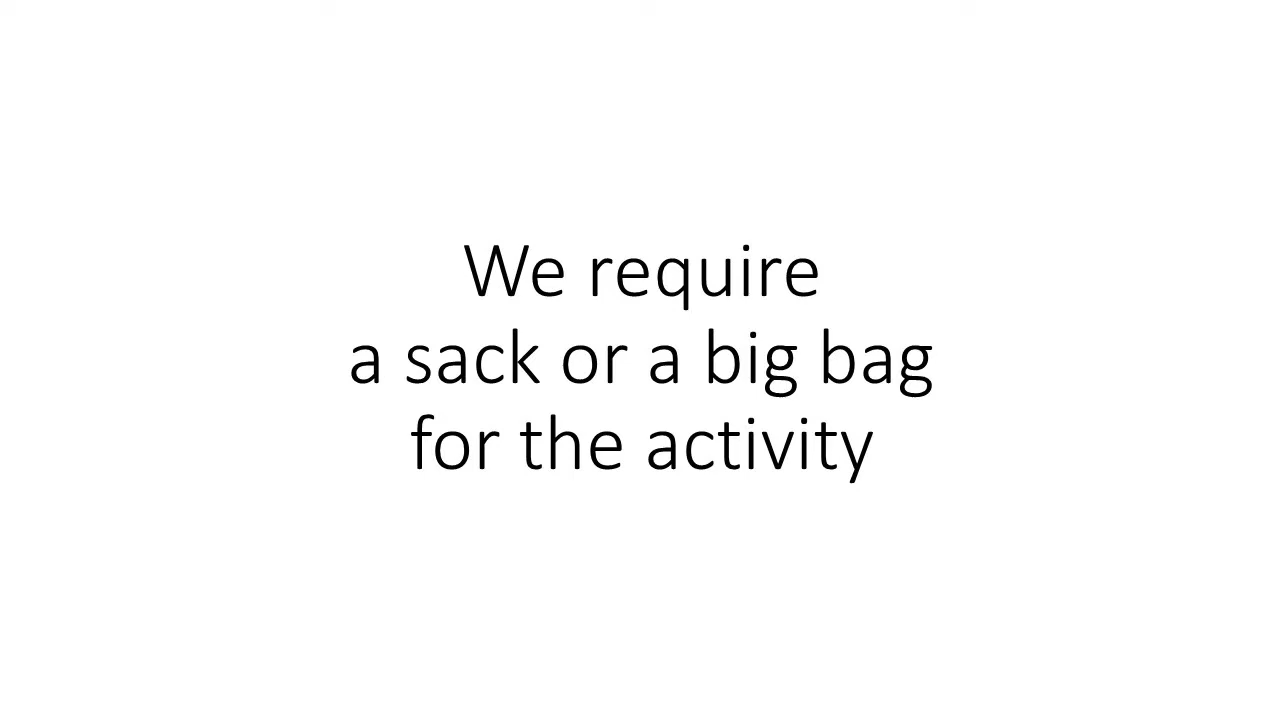 We require
a sack or a big bag
for the activity